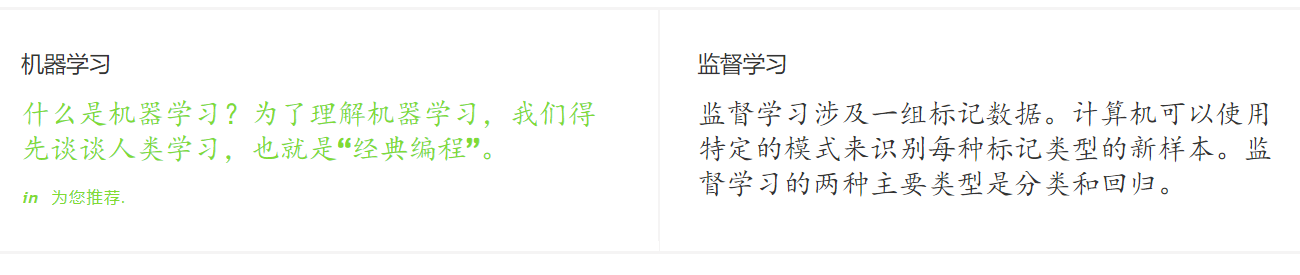 机器学习
什么是机器学习？为了理解机器学习，我们得
先谈谈人类学习，也就是“经典编程”。
in 为您推荐.
监督学习
监督学习涉及一组标记数据。计算机可以使用
特定的模式来识别每种标记类型的新样本。监
督学习的两种主要类型是分类和回归。